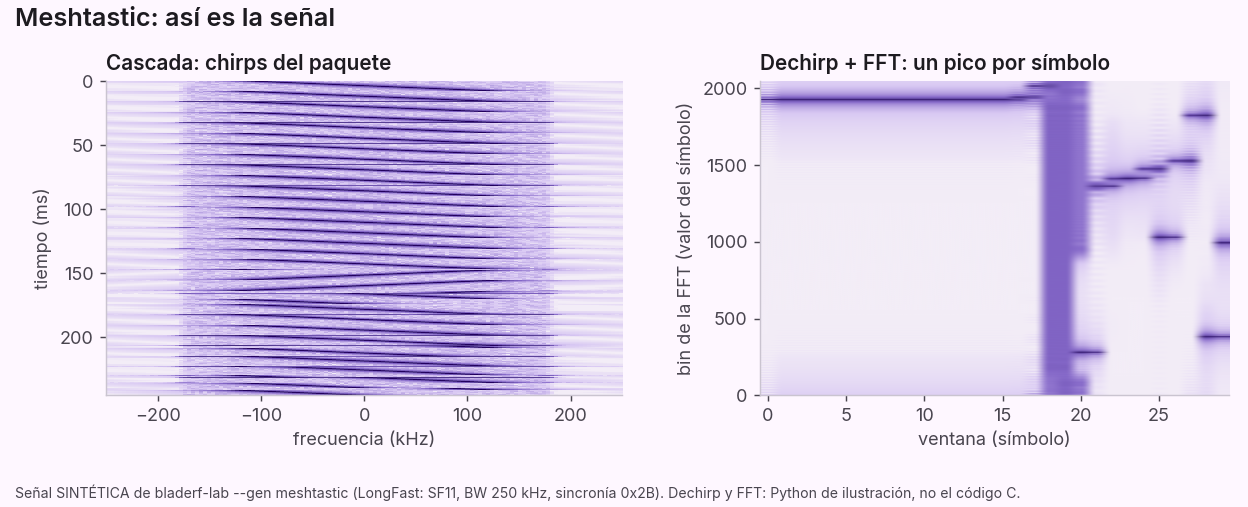 Meshtastic: así es la señal
Cascada: chirps del paquete
0
50
100
150
200
tiempo (ms)
−200
−100
0
100
200
frecuencia (kHz)
Dechirp + FFT: un pico por símbolo
2000
1500
1000
500
0
bin de la FFT (valor del símbolo)
0
5
10
15
20
25
ventana (símbolo)
Señal SINTÉTICA de bladerf-lab --gen meshtastic (LongFast: SF11, BW 250 kHz, sincronía 0x2B). Dechirp y FFT: Python de ilustración, no el código C.